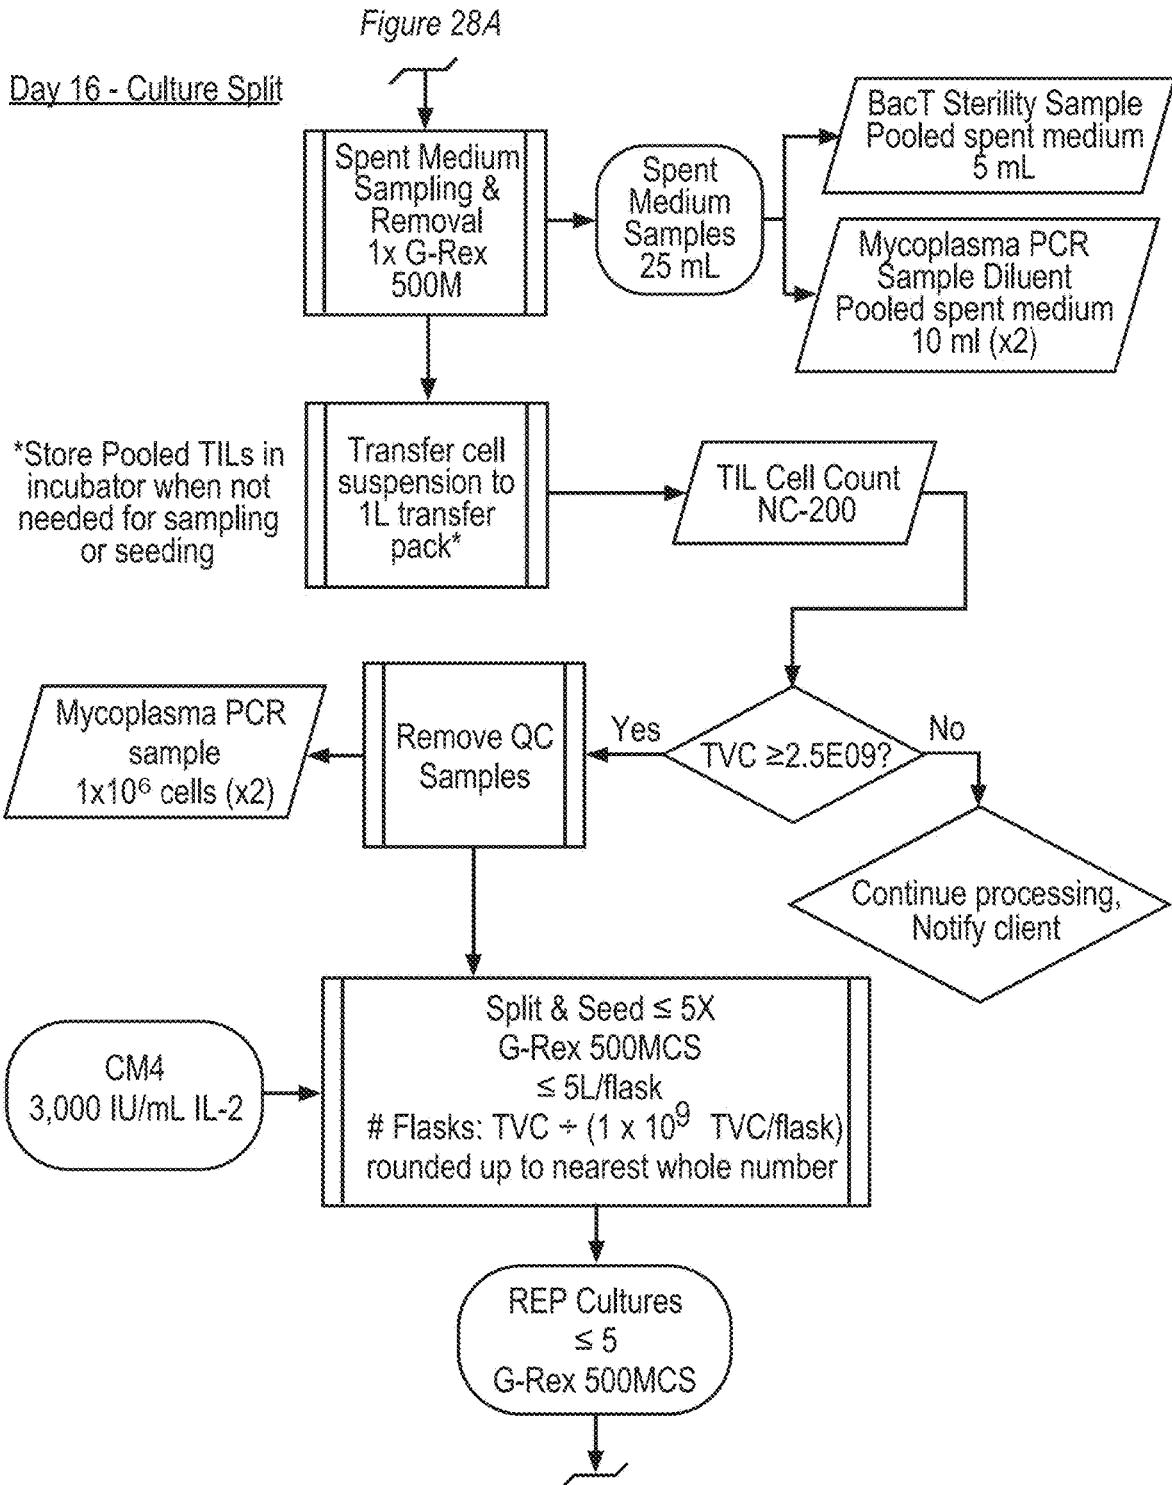 Figure 28A
Day 16 - Culture Split
Spent Medium
Sampling &
Removal
1x G-Rex
500M
Spent
Medium
Samples
25 mL
BacT Sterility Sample
Pooled spent medium
5 mL
Mycoplasma PCR
Sample Diluent
Pooled spent medium
10 ml (x2)
*Store Pooled TILs in
incubator when not
needed for sampling
or seeding
Transfer cell
suspension to
1L transfer
pack*
TIL Cell Count
NC-200
Mycoplasma PCR
sample
1x10⁶ cells (x2)
Remove QC
Samples
Yes
TVC ≥2.5E09?
No
Continue processing,
Notify client
CM4
3,000 IU/mL IL-2
Split & Seed ≤ 5X
G-Rex 500MCS
≤ 5L/flask
# Flasks: TVC ÷ (1 x 10⁹ TVC/flask)
rounded up to nearest whole number
REP Cultures
≤ 5
G-Rex 500MCS